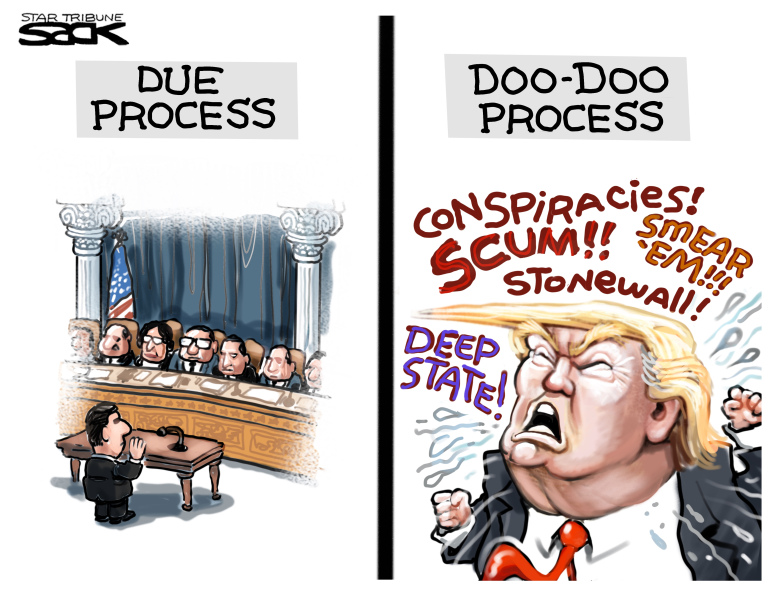 STAR TRIBUNE
SACK
DUE
PROCESS
DOO-DOO
PROCESS
CONSPiRAcies!
SCUM!!
SMEAR
'EM!!!
STONEWall!
DEEP
STATE!